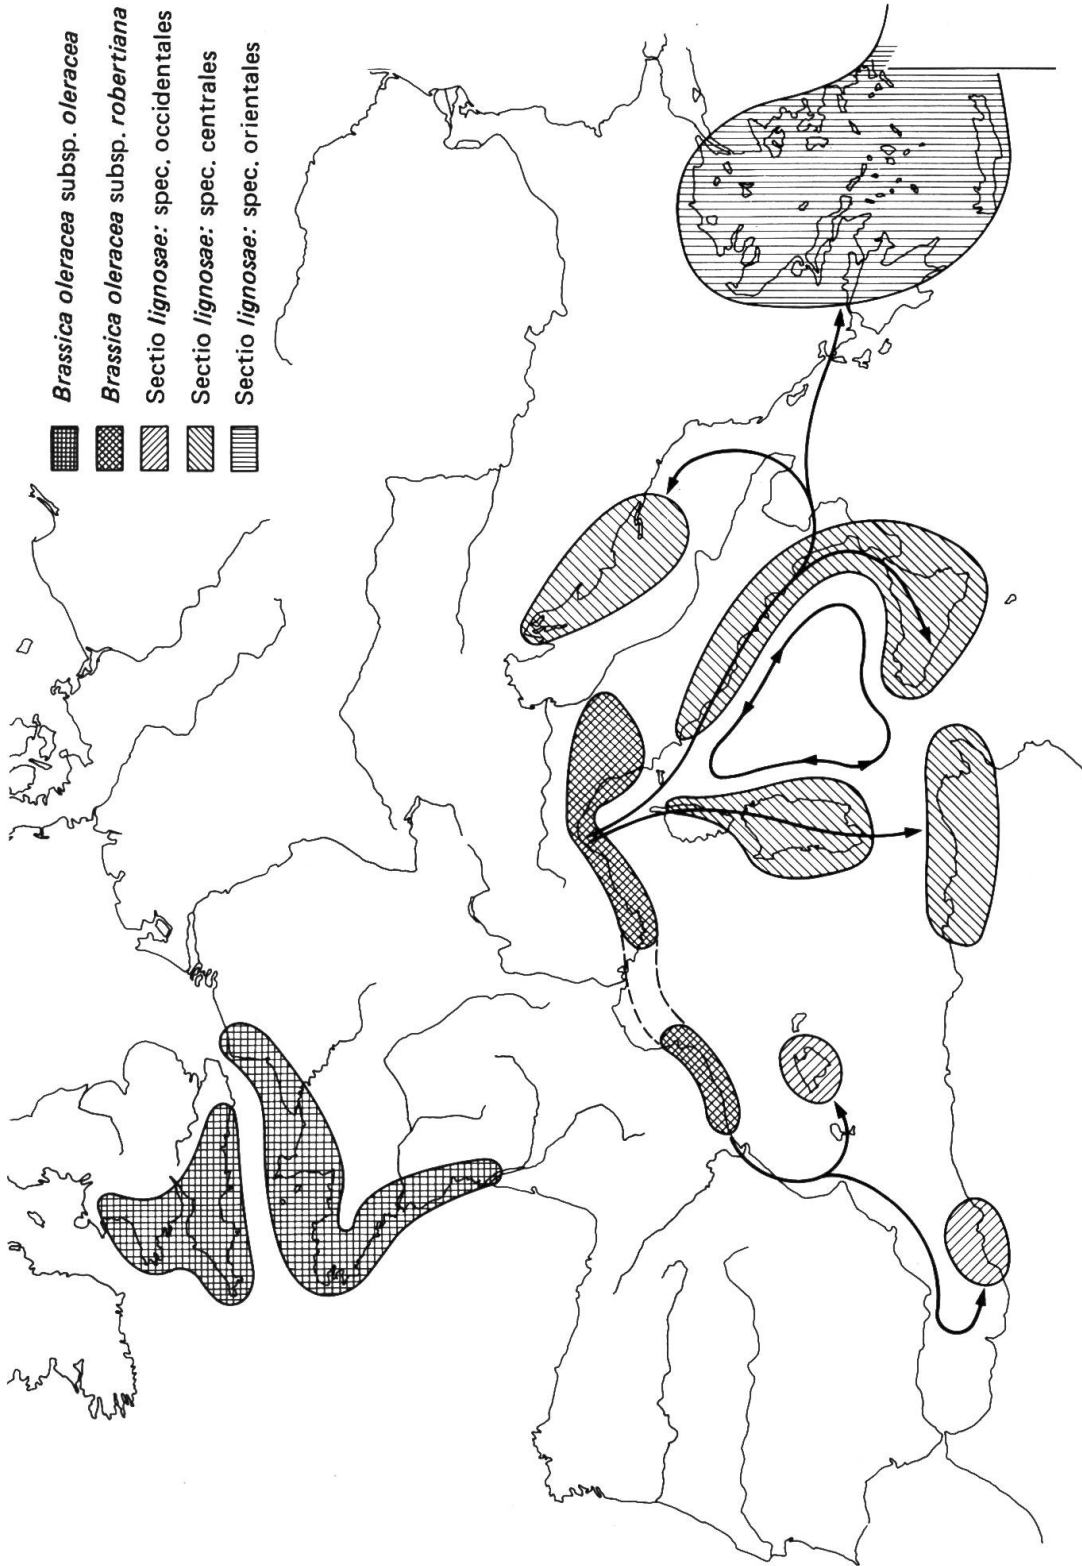 Brassica oleracea subsp. oleracea
Brassica oleracea subsp. robertiana
Sectio lignosae: spec. occidentales
Sectio lignosae: spec. centrales
Sectio lignosae: spec. orientales